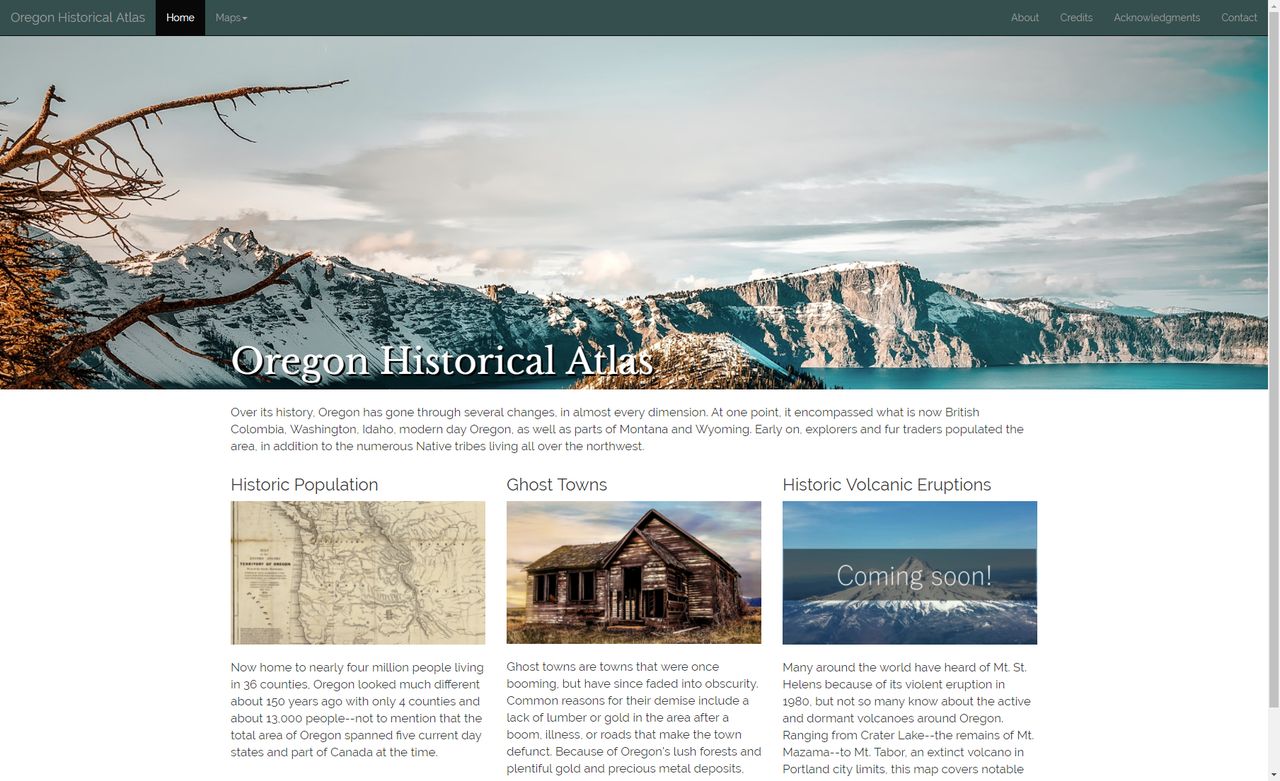 Oregon Historical Atlas Home Maps About Credits Acknowledgments Contact
Oregon Historical Atlas
Over its history, Oregon has gone through several changes, in almost every dimension. At one point, it encompassed what is now British
Colombia, Washington, Idaho, modern day Oregon, as well as parts of Montana and Wyoming. Early on, explorers and fur traders populated the
area, in addition to the numerous Native tribes living all over the northwest.
Historic Population
TERRITORY OF OREGON
Now home to nearly four million people living
in 36 counties, Oregon looked much different
about 150 years ago with only 4 counties and
about 13,000 people--not to mention that the
total area of Oregon spanned five current day
states and part of Canada at the time.
Ghost Towns
Ghost towns are towns that were once
booming, but have since faded into obscurity.
Common reasons for their demise include a
lack of lumber or gold in the area after a
boom, illness, or roads that make the town
defunct. Because of Oregon's lush forests and
plentiful gold and precious metal deposits,
Historic Volcanic Eruptions
Coming soon!
Many around the world have heard of Mt. St.
Helens because of its violent eruption in
1980, but not so many know about the active
and dormant volcanoes around Oregon.
Ranging from Crater Lake--the remains of Mt.
Mazama--to Mt. Tabor, an extinct volcano in
Portland city limits, this map covers notable